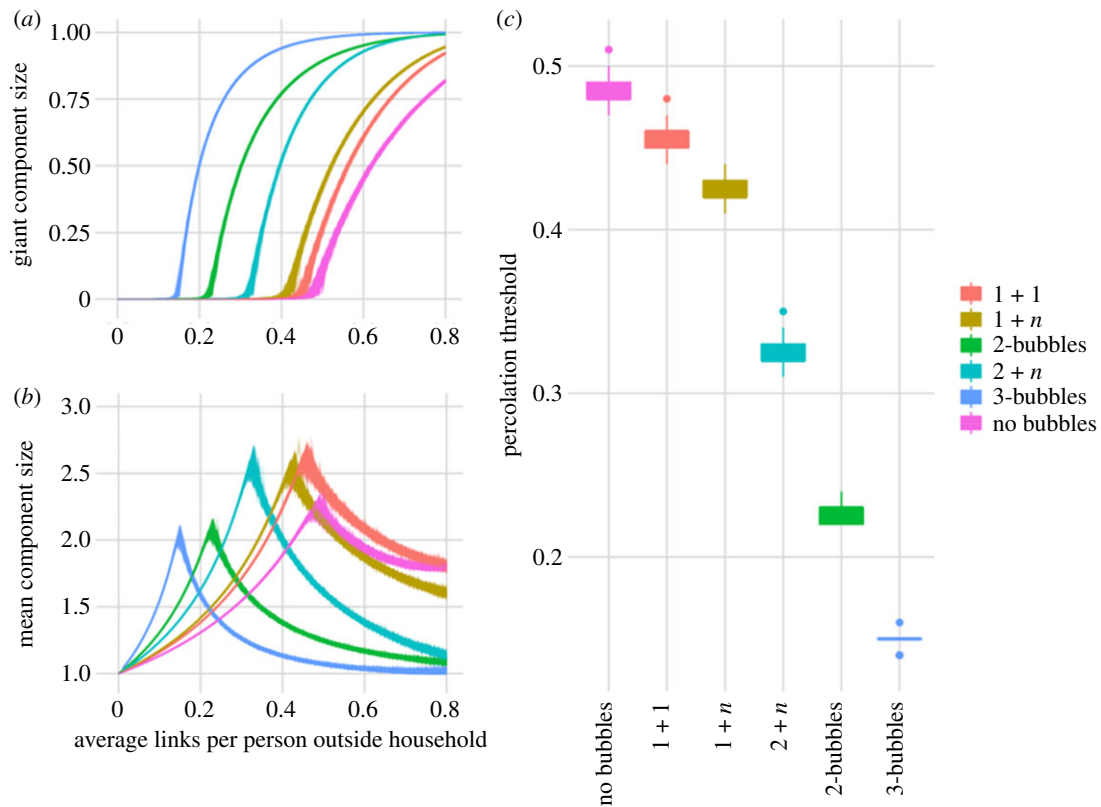 (a)
1.00
0.75
0.50
0.25
0
giant component size
0 0.2 0.4 0.6 0.8
(b)
3.0
2.5
2.0
1.5
1.0
mean component size
0 0.2 0.4 0.6 0.8
average links per person outside household
(c)
0.5
0.4
0.3
0.2
percolation threshold
no bubbles
1 + 1
1 + n
2 + n
2-bubbles
3-bubbles
1 + 1
1 + n
2-bubbles
2 + n
3-bubbles
no bubbles